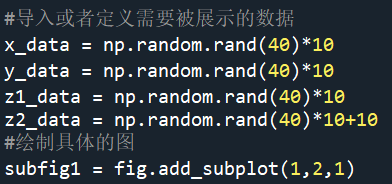 #导入或者定义需要被展示的数据
x_data = np.random.rand(40)*10
y_data = np.random.rand(40)*10
z1_data = np.random.rand(40)*10
z2_data = np.random.rand(40)*10+10
#绘制具体的图
subfig1 = fig.add_subplot(1,2,1)